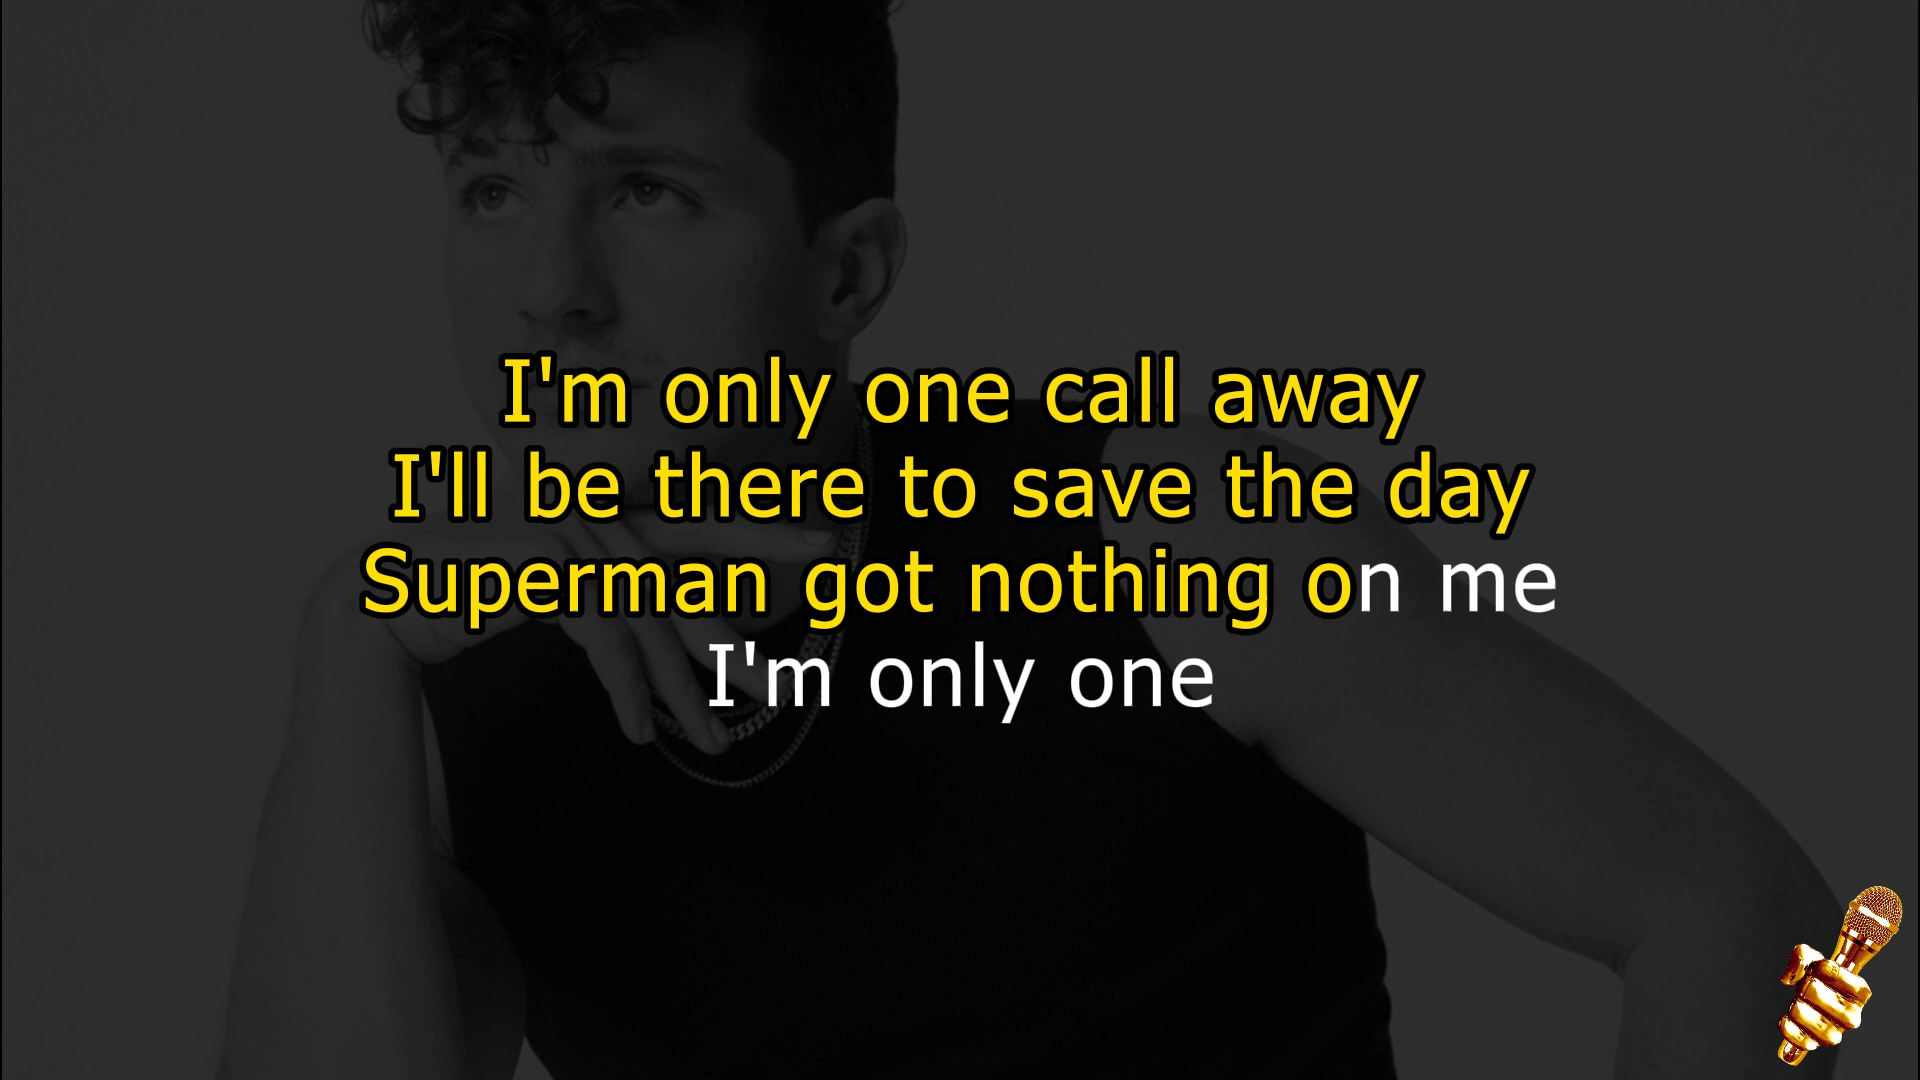 I'm only one call away
I'll be there to save the day
Superman got nothing on me
I'm only one